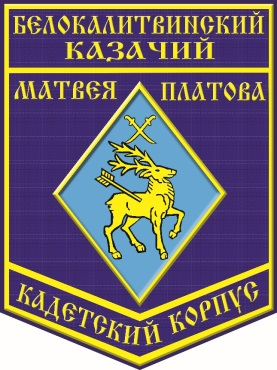 БЕЛОКАЛИТВИНСКИЙ
КАЗАЧИЙ
МАТВЕЯ ПЛАТОВА
КАДЕТСКИЙ КОРПУС